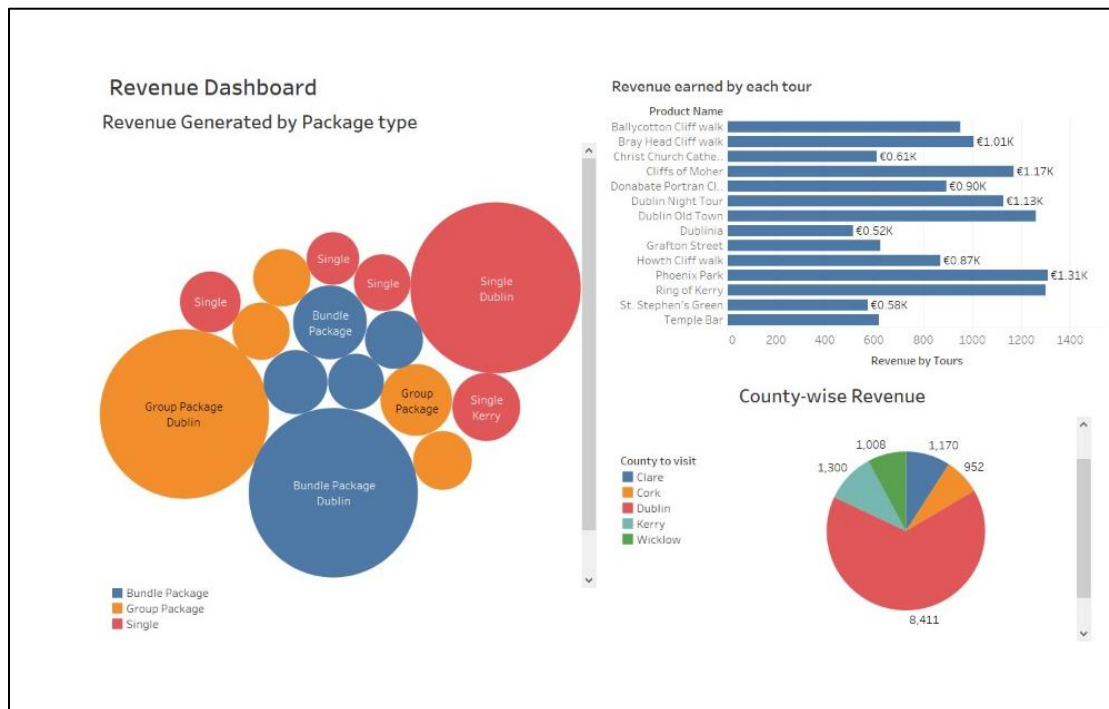 Revenue Dashboard
Revenue Generated by Package type
Single
Single
Single
Single
Dublin
Bundle
Package
Group Package
Dublin
Group
Package
Single
Kerry
Bundle Package
Dublin
Bundle Package
Group Package
Single
Revenue earned by each tour
Product Name
Ballycotton Cliff walk
Bray Head Cliff walk €1.01K
Christ Church Cathe.. €0.61K
Cliffs of Moher €1.17K
Donabate Portran Cl.. €0.90K
Dublin Night Tour €1.13K
Dublin Old Town
Dublinia €0.52K
Grafton Street
Howth Cliff walk €0.87K
Phoenix Park €1.31K
Ring of Kerry
St. Stephen's Green €0.58K
Temple Bar
0 200 400 600 800 1000 1200 1400
Revenue by Tours
County-wise Revenue
County to visit
Clare
Cork
Dublin
Kerry
Wicklow
1,008
1,170
1,300
952
8,411